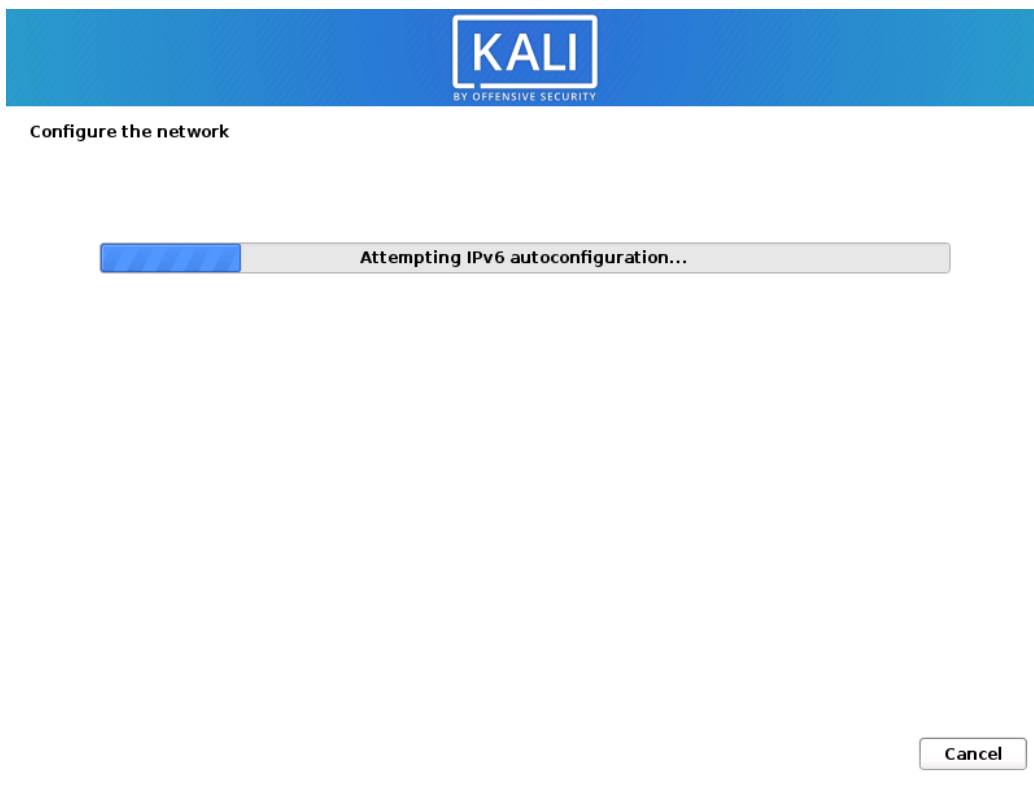 KALI
BY OFFENSIVE SECURITY
Configure the network
Attempting IPv6 autoconfiguration...
Cancel